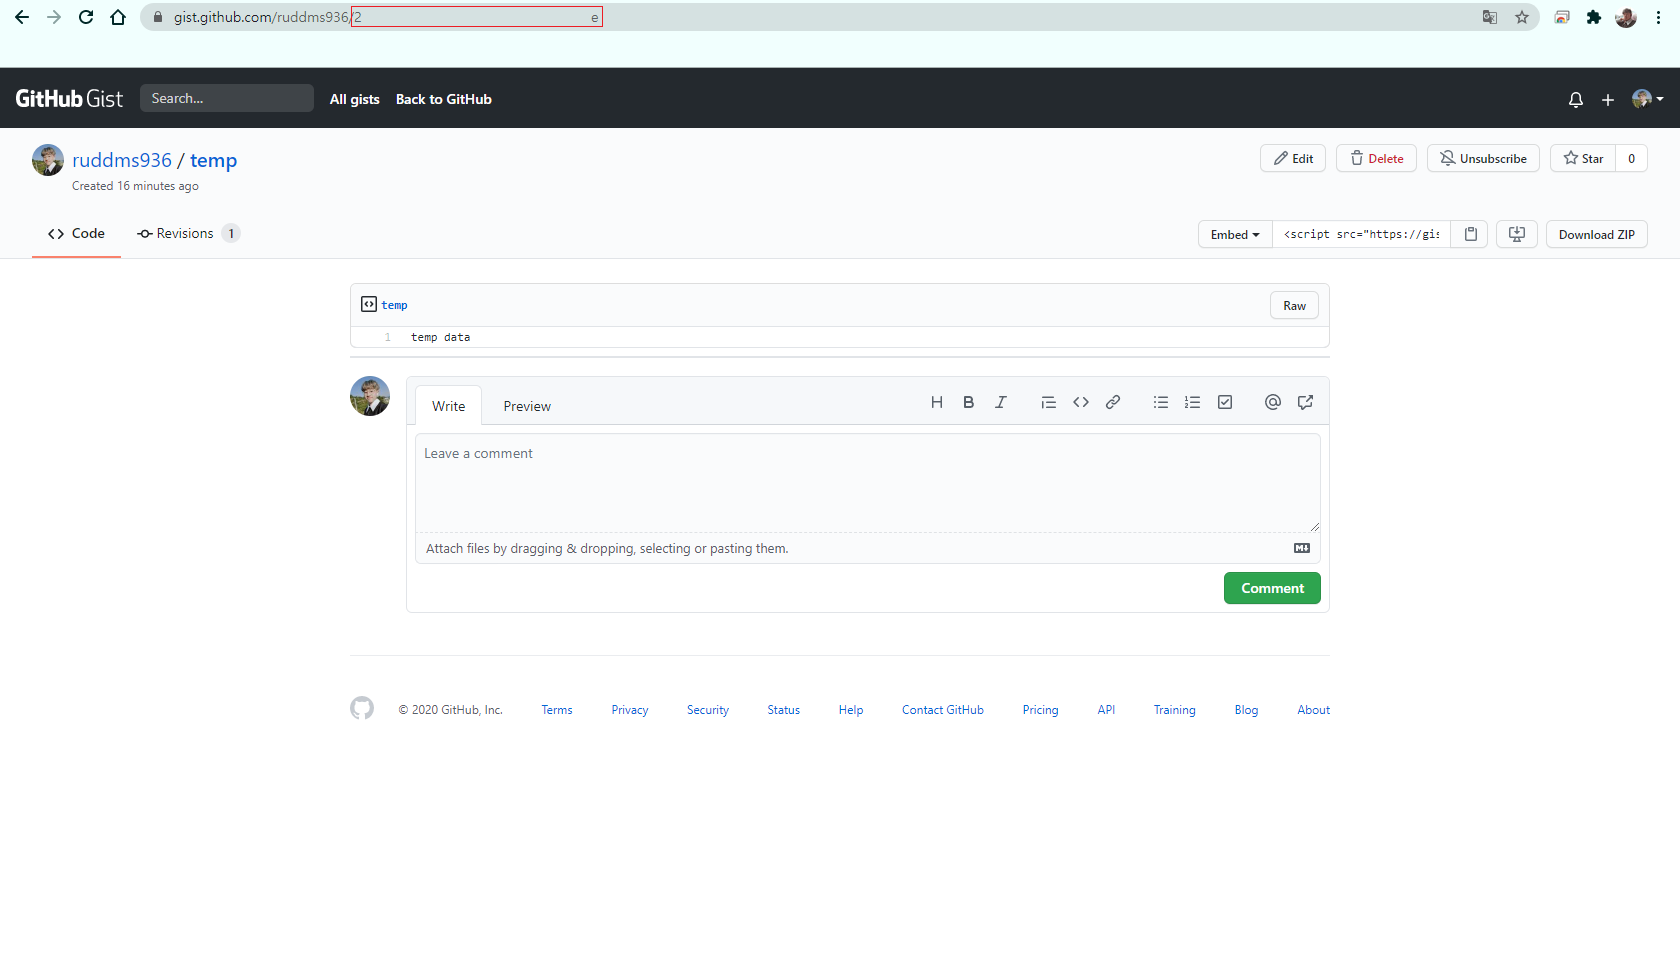 gist.github.com/ruddms936/2 e
GitHub Gist Search... All gists Back to GitHub
ruddms936 / temp Edit Delete Unsubscribe Star 0
Created 16 minutes ago
Code Revisions 1 Embed <script src="https://gis Download ZIP
temp Raw
1 temp data
Write Preview H B I
Leave a comment
Attach files by dragging & dropping, selecting or pasting them.
Comment
© 2020 GitHub, Inc. Terms Privacy Security Status Help Contact GitHub Pricing API Training Blog About